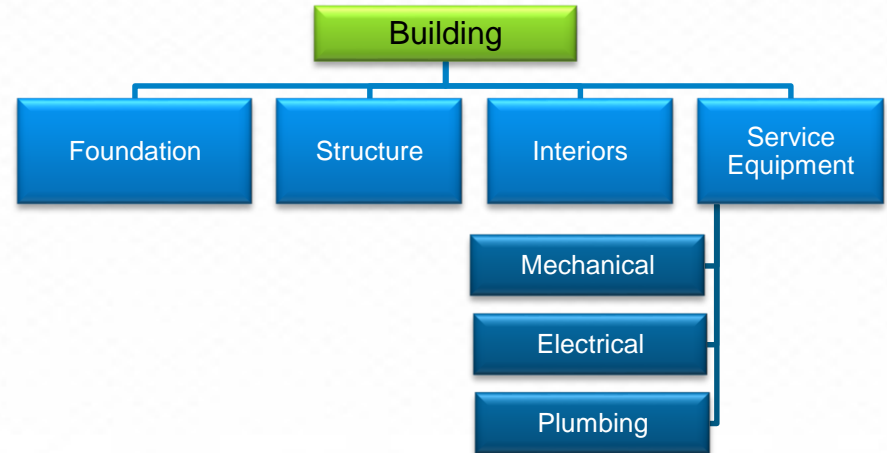 Building
Foundation
Structure
Interiors
Service
Equipment
Mechanical
Electrical
Plumbing